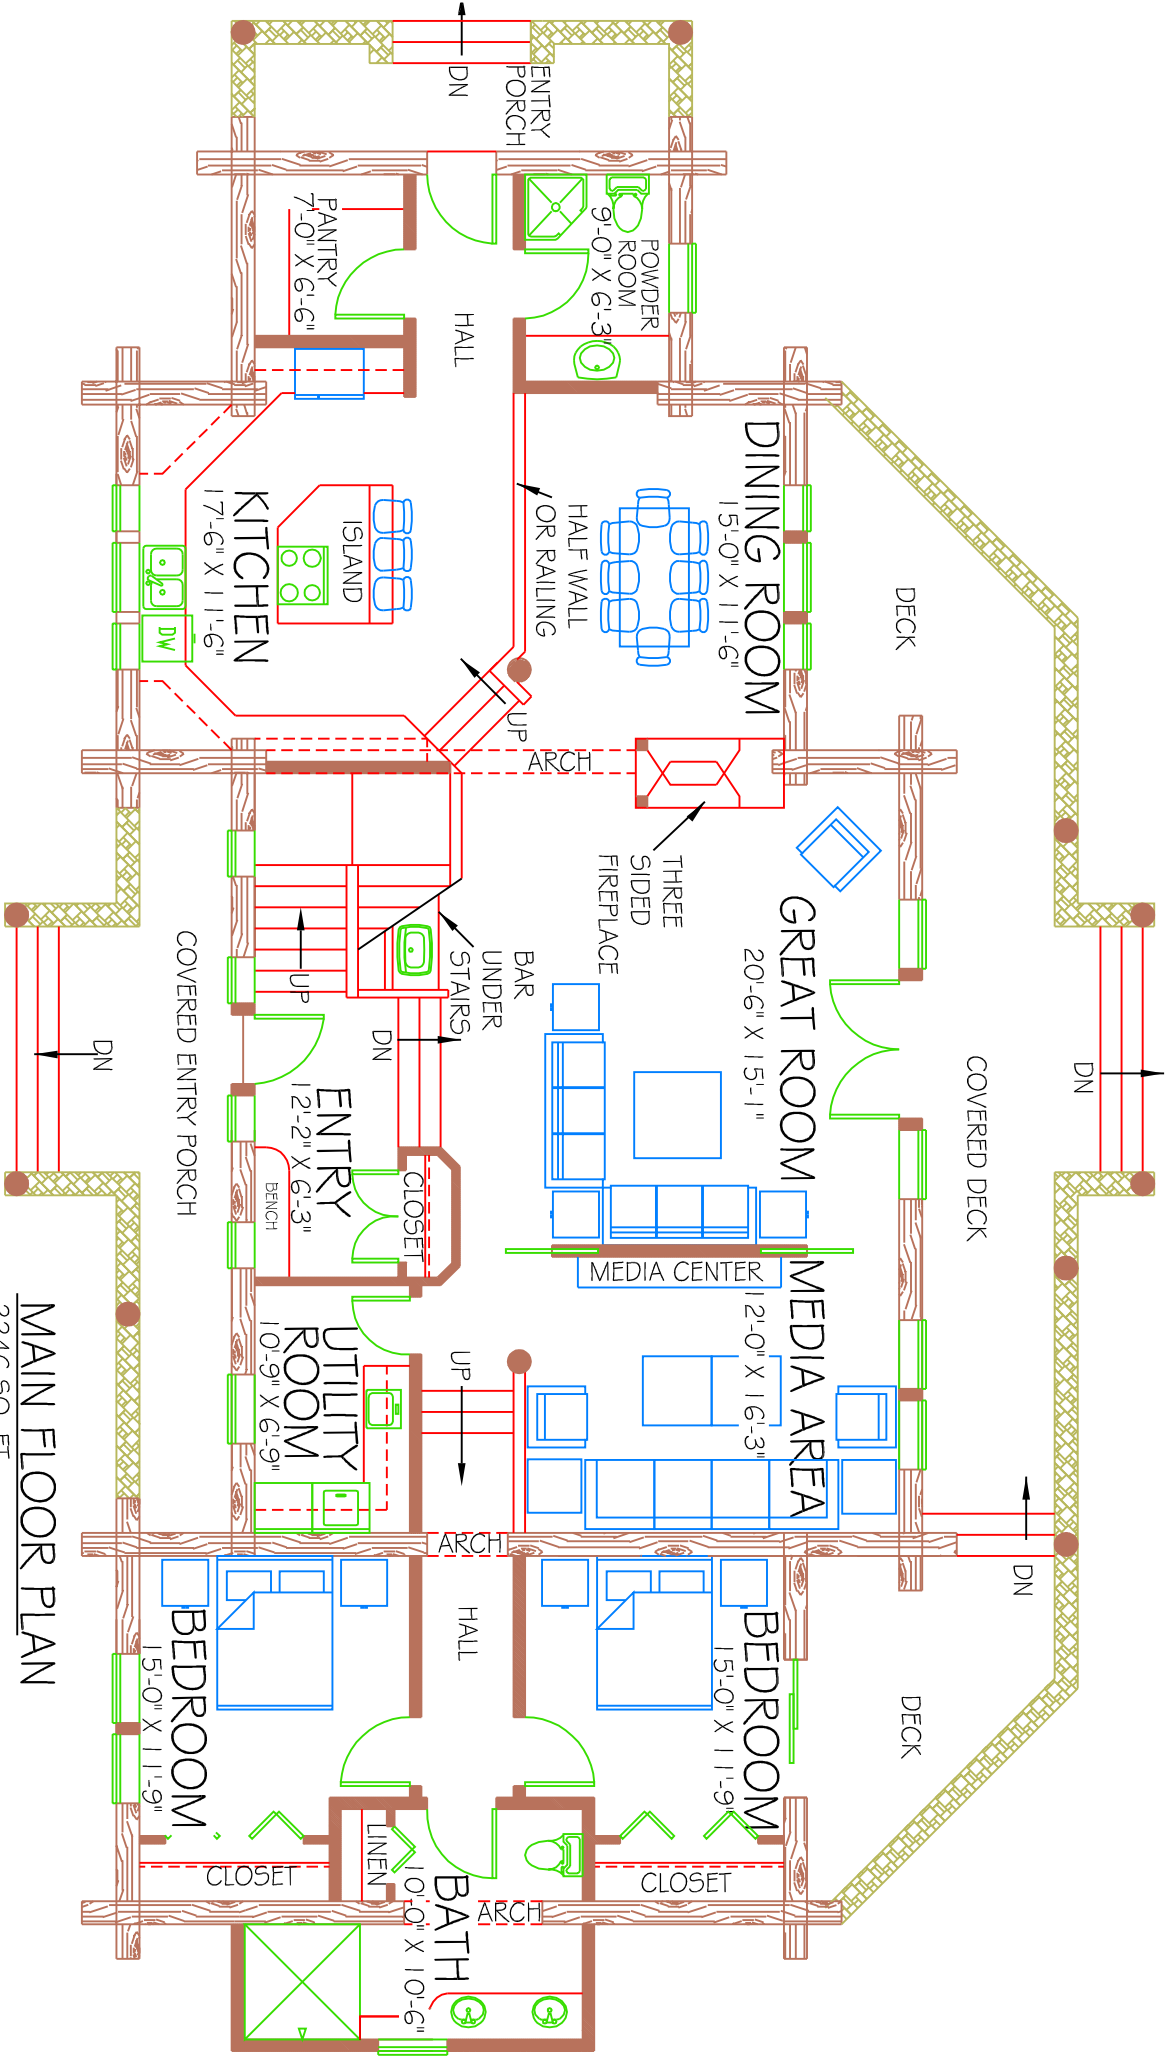 DN
COVERED DECK
DN
DECK
DECK
DINING ROOM
15'-0" X 11'-6"
GREAT ROOM
20'-6" X 15'-1"
MEDIA AREA
12'-0" X 16'-3"
BEDROOM
15'-0" X 11'-9"
POWDER
ROOM
9'-0" X 6'-3"
THREE
SIDED
FIREPLACE
MEDIA CENTER
CLOSET
HALF WALL
OR RAILING
ARCH
ENTRY
PORCH
DN
HALL
UP
BAR
UNDER
STAIRS
UP
ARCH
HALL
ARCH
BATH
10'-0" X 10'-6"
PANTRY
7'-0" X 6'-6"
ISLAND
KITCHEN
17'-6" X 11'-6"
DW
UP
DN
CLOSET
ENTRY
12'-2" X 6'-3"
BENCH
UTILITY
ROOM
10'-9" X 6'-9"
LINEN
CLOSET
BEDROOM
15'-0" X 11'-9"
COVERED ENTRY PORCH
DN
MAIN FLOOR PLAN
SQ. FT.